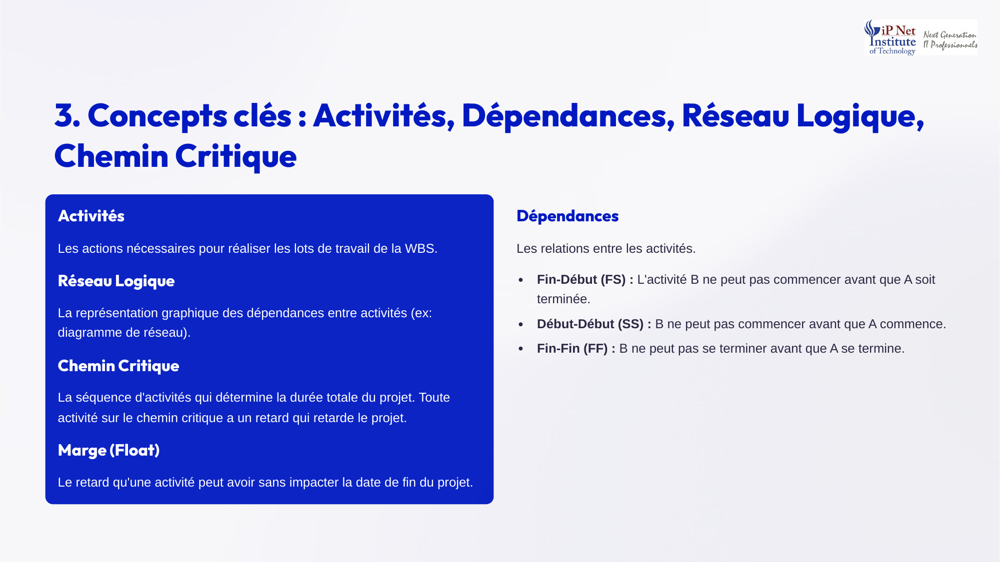 iP Net
Institute
of Technology
Next Generation
IT Professionnels
3. Concepts clés : Activités, Dépendances, Réseau Logique,
Chemin Critique
Activités
Les actions nécessaires pour réaliser les lots de travail de la WBS.
Réseau Logique
La représentation graphique des dépendances entre activités (ex:
diagramme de réseau).
Chemin Critique
La séquence d'activités qui détermine la durée totale du projet. Toute
activité sur le chemin critique a un retard qui retarde le projet.
Marge (Float)
Le retard qu'une activité peut avoir sans impacter la date de fin du projet.
Dépendances
Les relations entre les activités.
• Fin-Début (FS) : L'activité B ne peut pas commencer avant que A soit
terminée.
• Début-Début (SS) : B ne peut pas commencer avant que A commence.
• Fin-Fin (FF) : B ne peut pas se terminer avant que A se termine.